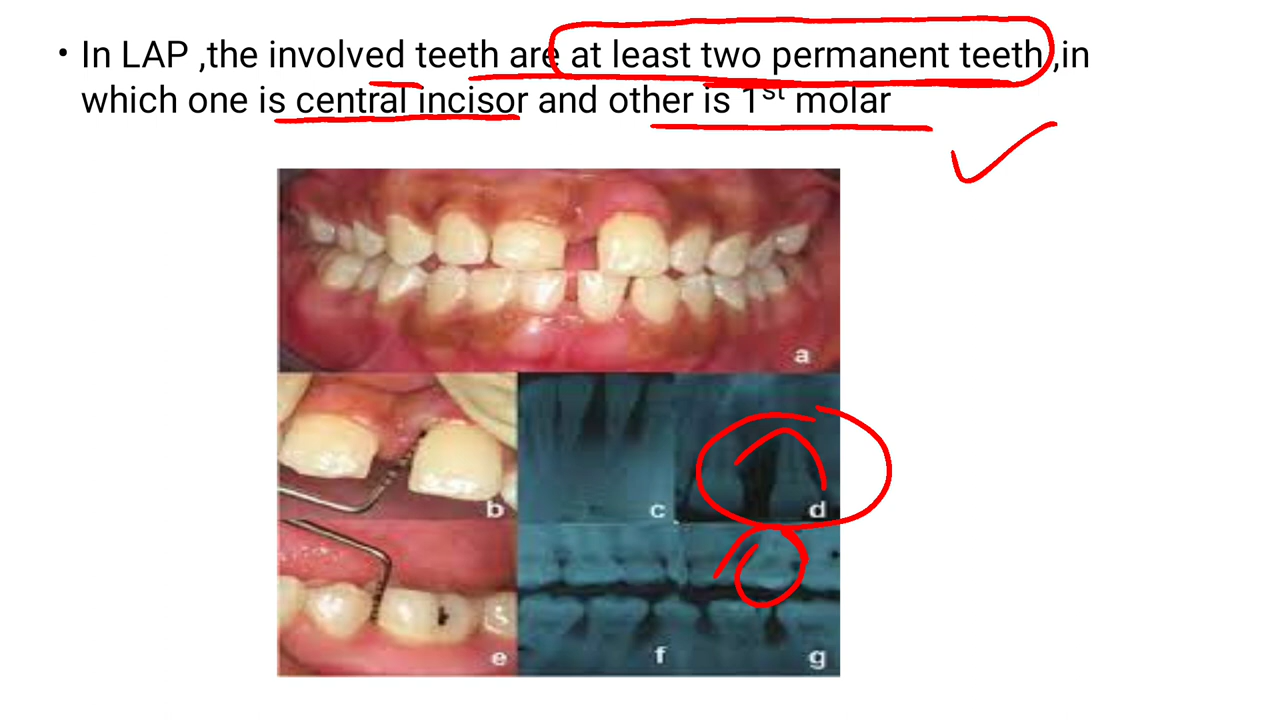 • In LAP ,the involved teeth are at least two permanent teeth ,in
which one is central incisor and other is 1st molar
a
b
c
d
e
f
g